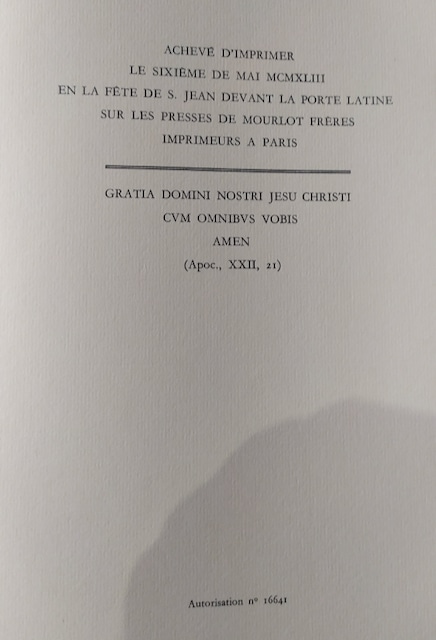 ACHEVÉ D'IMPRIMER
LE SIXIÈME DE MAI MCMXLIII
EN LA FÊTE DE S. JEAN DEVANT LA PORTE LATINE
SUR LES PRESSES DE MOURLOT FRÈRES
IMPRIMEURS A PARIS
GRATIA DOMINI NOSTRI JESU CHRISTI
CVM OMNIBVS VOBIS
AMEN
(Apoc., XXII, 21)
Autorisation nº 16641